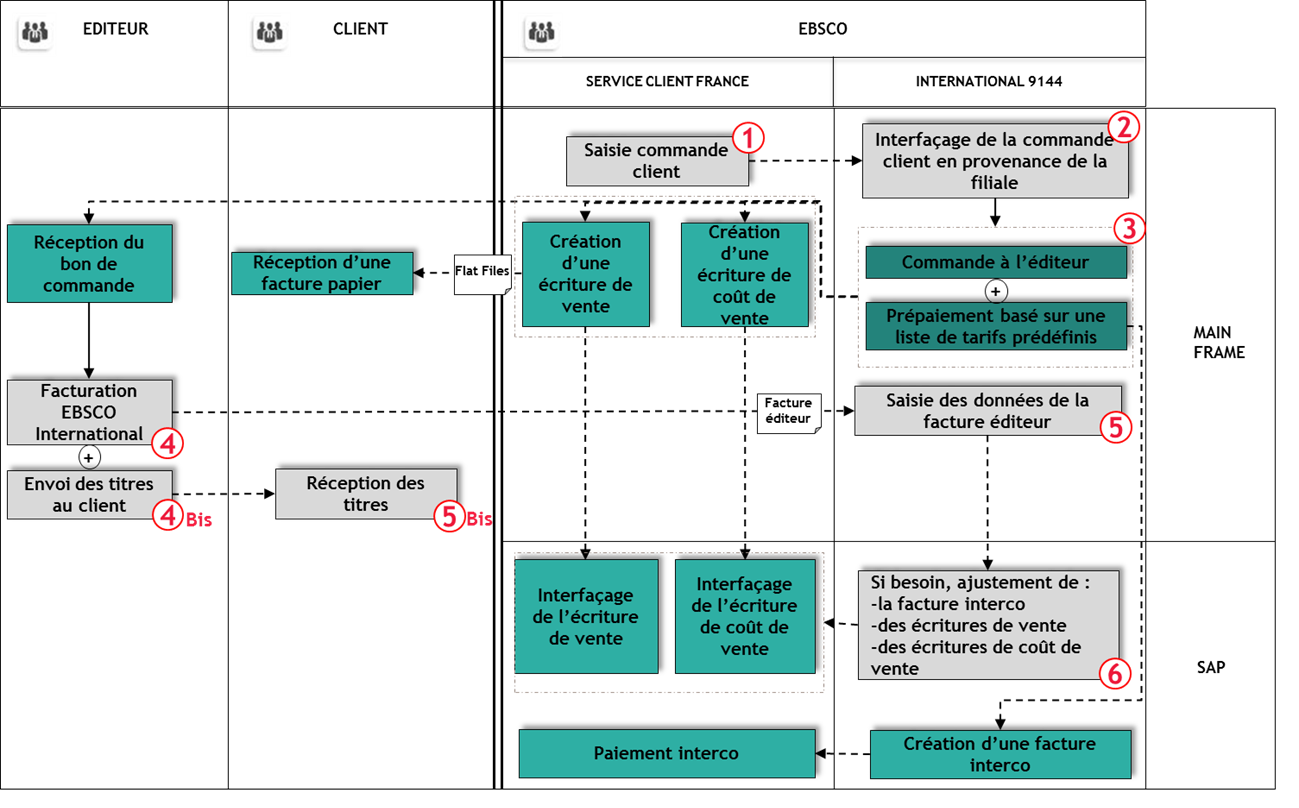 EDITEUR
CLIENT
EBSCO
SERVICE CLIENT FRANCE
INTERNATIONAL 9144
Saisie commande
client
1
Interfaçage de la commande
client en provenance de la
filiale
2
Réception du
bon de
commande
Réception d’une
facture papier
Flat Files
Création
d’une
écriture de
vente
Création
d’une
écriture de
coût de
vente
3
Commande à l’éditeur
+
Prépaiement basé sur une
liste de tarifs prédéfinis
MAIN
FRAME
Facturation
EBSCO
International
4
+
Facture
éditeur
Saisie des données de la
facture éditeur
5
Envoi des titres
au client
4 Bis
Réception des
titres
5 Bis
Interfaçage
de l’écriture
de vente
Interfaçage
de l’écriture
de coût de
vente
Si besoin, ajustement de :
-la facture interco
-des écritures de vente
-des écritures de coût de
vente
6
SAP
Paiement interco
Création d’une facture
interco